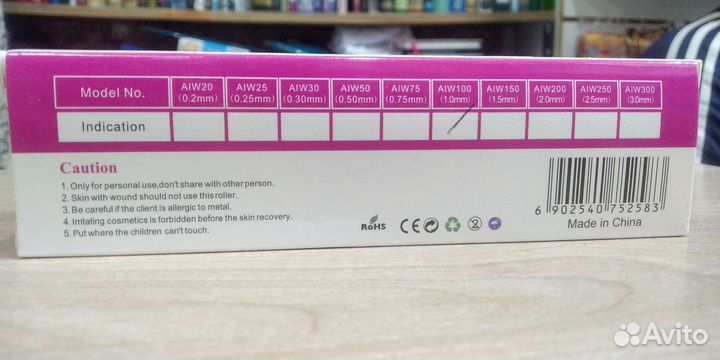 Model No. AIW20 AIW25 AIW30 AIW50 AIW75 AIW100 AIW150 AIW200 AIW250 AIW300
(0.2mm) (0.25mm) (0.30mm) (0.50mm) (0.75mm) (1.0mm) (1.5mm) (2.0mm) (2.5mm) (3.0mm)
Indication
Caution
1. Only for personal use,don't share with other person.
2. Skin with wound should not use this roller.
3. Be careful if the client is allergic to metal.
4. Irritating cosmetics is forbidden before the skin recovery.
5. Put where the children can't touch.
RoHS CE
6 902540 752583
Made in China
Avito